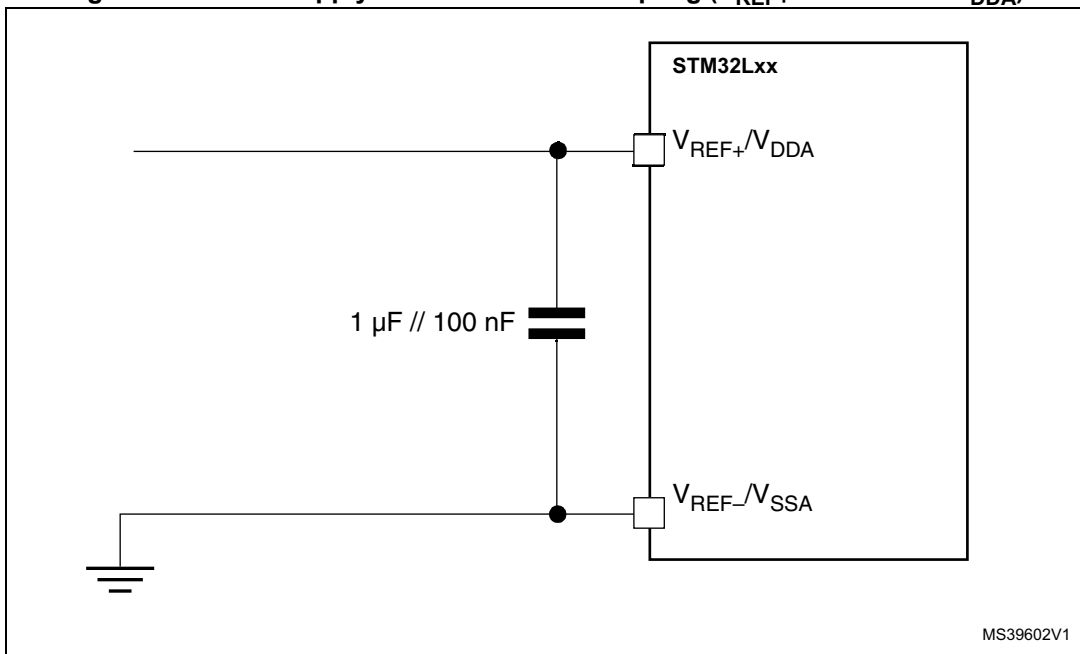 STM32Lxx
VREF+/VDDA
1 µF // 100 nF
VREF–/VSSA
MS39602V1